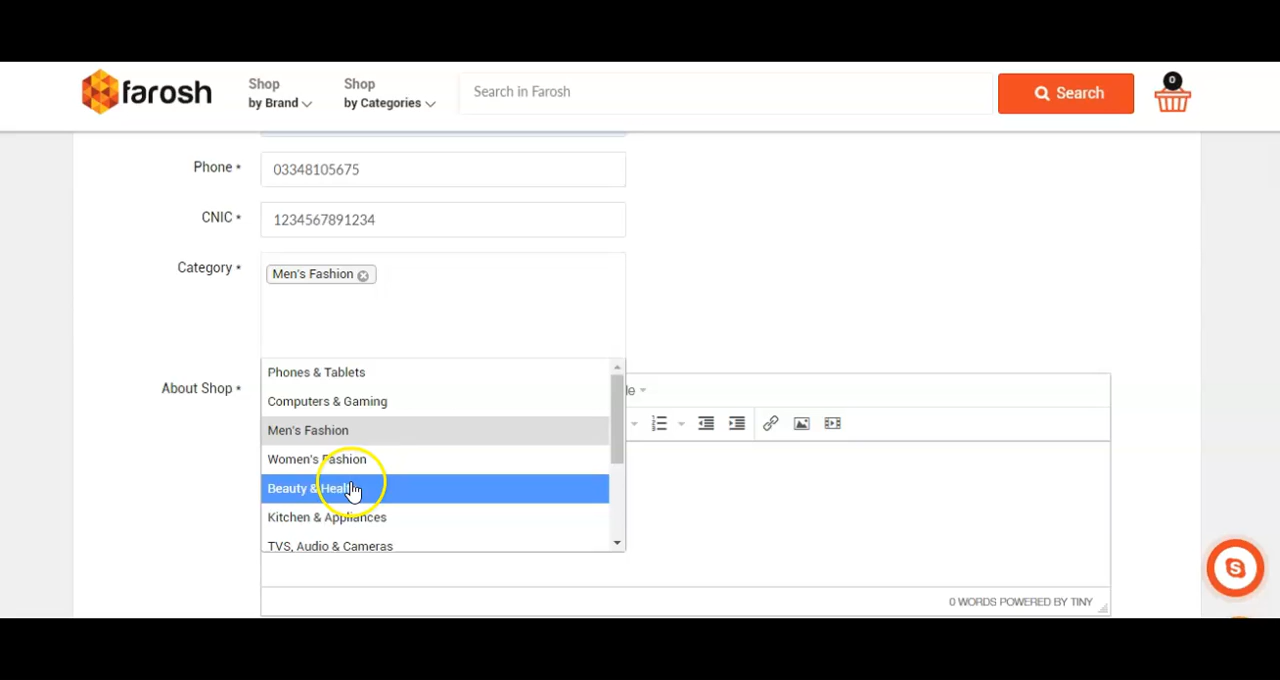 farosh
Shop
by Brand
Shop
by Categories
Search in Farosh
Search
0
Phone *
03348105675
CNIC *
1234567891234
Category *
Men's Fashion
Phones & Tablets
Computers & Gaming
Men's Fashion
Women's Fashion
Beauty & Health
Kitchen & Appliances
TVS, Audio & Cameras
About Shop *
le
0 WORDS POWERED BY TINY